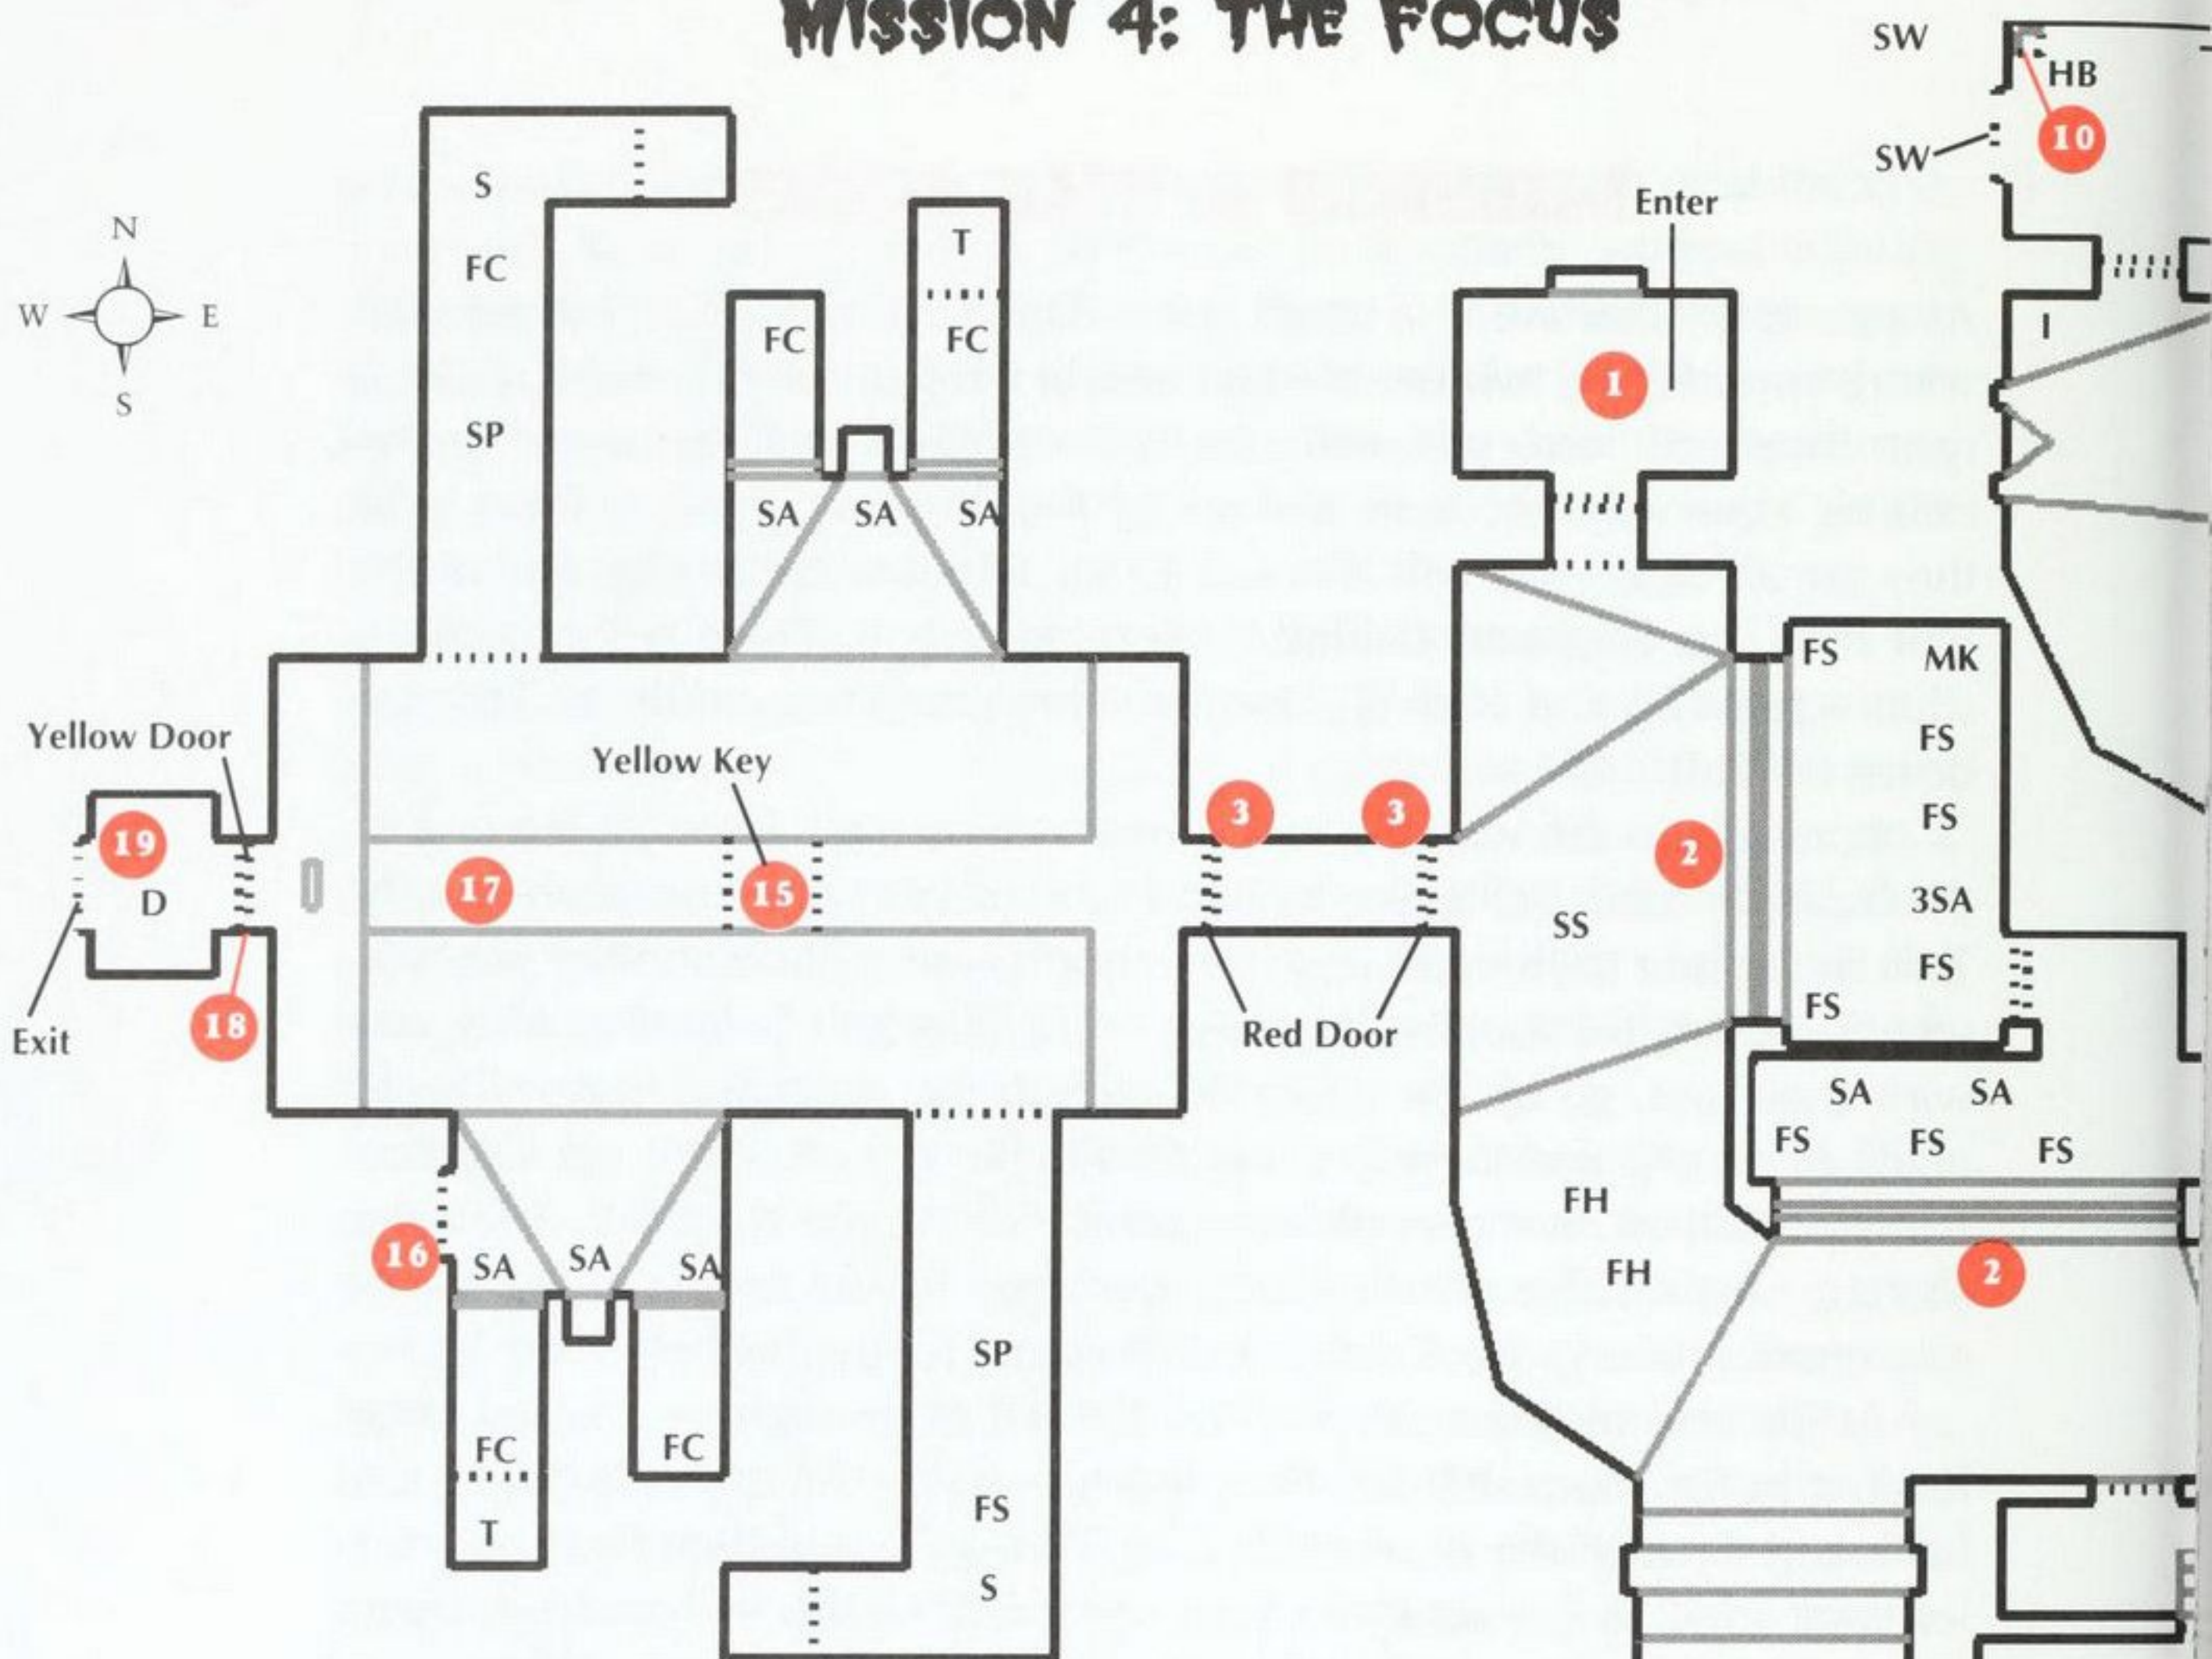 MISSION 4: THE FOCUS
SW
HB
10
SW
Enter
N
W E
S
S
FC
SP
T
FC
FC
SA
SA
SA
1
I
FS
MK
FS
FS
3SA
FS
FS
Yellow Door
Yellow Key
3
3
2
19
D
17
15
SS
18
Exit
Red Door
SA
SA
FS
FS
FS
FH
FH
2
16
SA
SA
SA
SP
FC
FC
T
FS
S